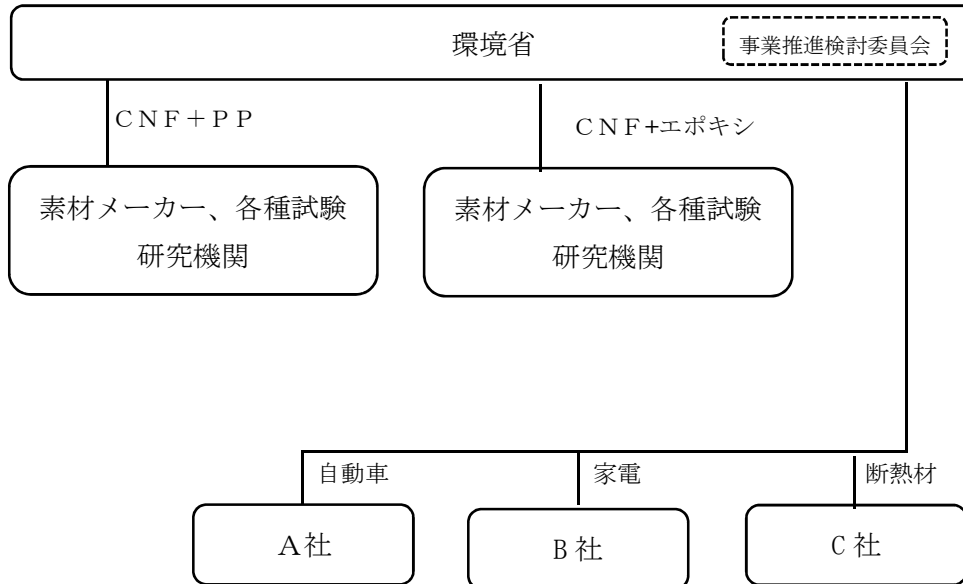 環境省
事業推進検討委員会
ＣＮＦ＋ＰＰ
ＣＮＦ+エポキシ
素材メーカー、各種試験
研究機関
素材メーカー、各種試験
研究機関
自動車
家電
断熱材
Ａ社
Ｂ社
Ｃ社